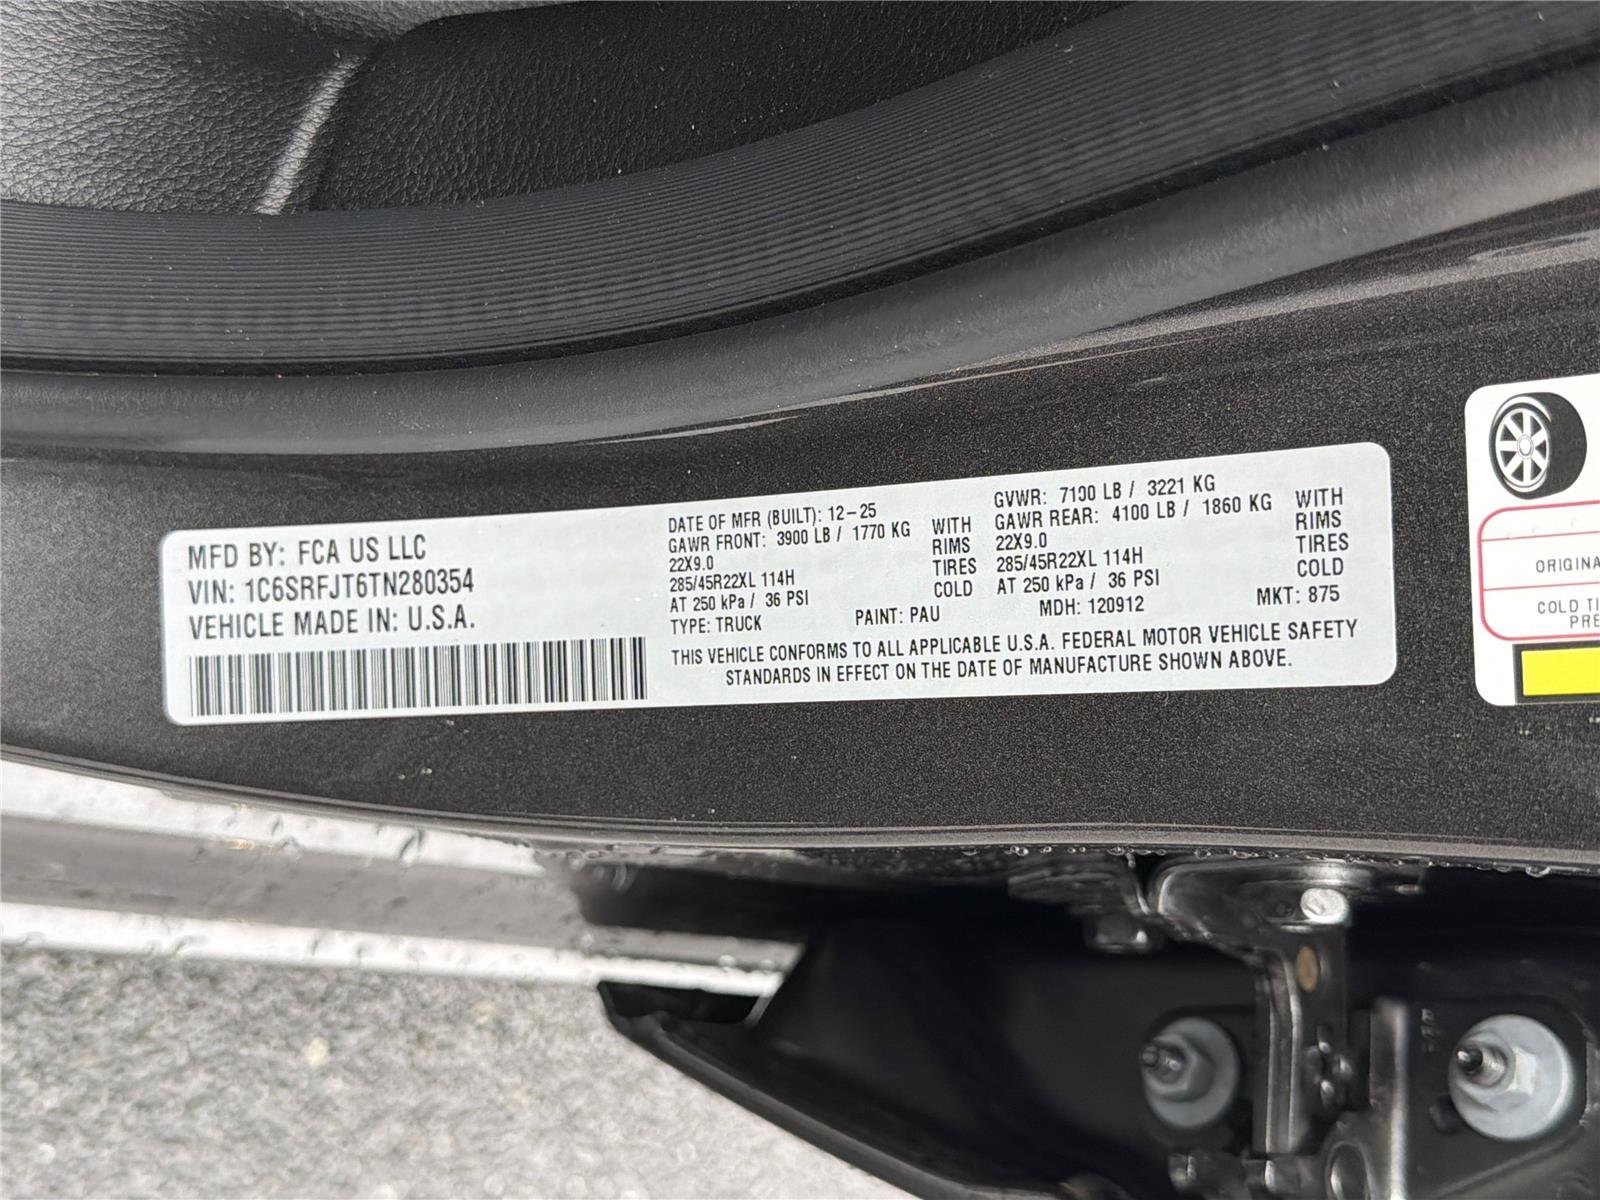 MFD BY: FCA US LLC
VIN: 1C6SRFJT6TN280354
VEHICLE MADE IN: U.S.A.
DATE OF MFR (BUILT): 12-25
GAWR FRONT: 3900 LB / 1770 KG WITH
22X9.0 RIMS
285/45R22XL 114H TIRES
AT 250 kPa / 36 PSI COLD
TYPE: TRUCK PAINT: PAU
GVWR: 7100 LB / 3221 KG
GAWR REAR: 4100 LB / 1860 KG WITH
22X9.0 RIMS
285/45R22XL 114H TIRES
AT 250 kPa / 36 PSI COLD
MDH: 120912 MKT: 875
THIS VEHICLE CONFORMS TO ALL APPLICABLE U.S.A. FEDERAL MOTOR VEHICLE SAFETY
STANDARDS IN EFFECT ON THE DATE OF MANUFACTURE SHOWN ABOVE.
ORIGINA
COLD TI
PRE